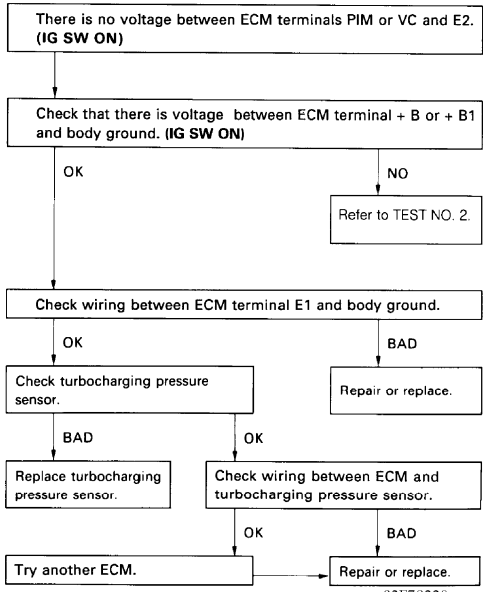 There is no voltage between ECM terminals PIM or VC and E2.
(IG SW ON)
Check that there is voltage between ECM terminal + B or + B1
and body ground. (IG SW ON)
OK
NO
Refer to TEST NO. 2.
Check wiring between ECM terminal E1 and body ground.
OK
BAD
Check turbocharging pressure
sensor.
Repair or replace.
BAD
OK
Replace turbocharging
pressure sensor.
Check wiring between ECM and
turbocharging pressure sensor.
OK
BAD
Try another ECM.
Repair or replace.